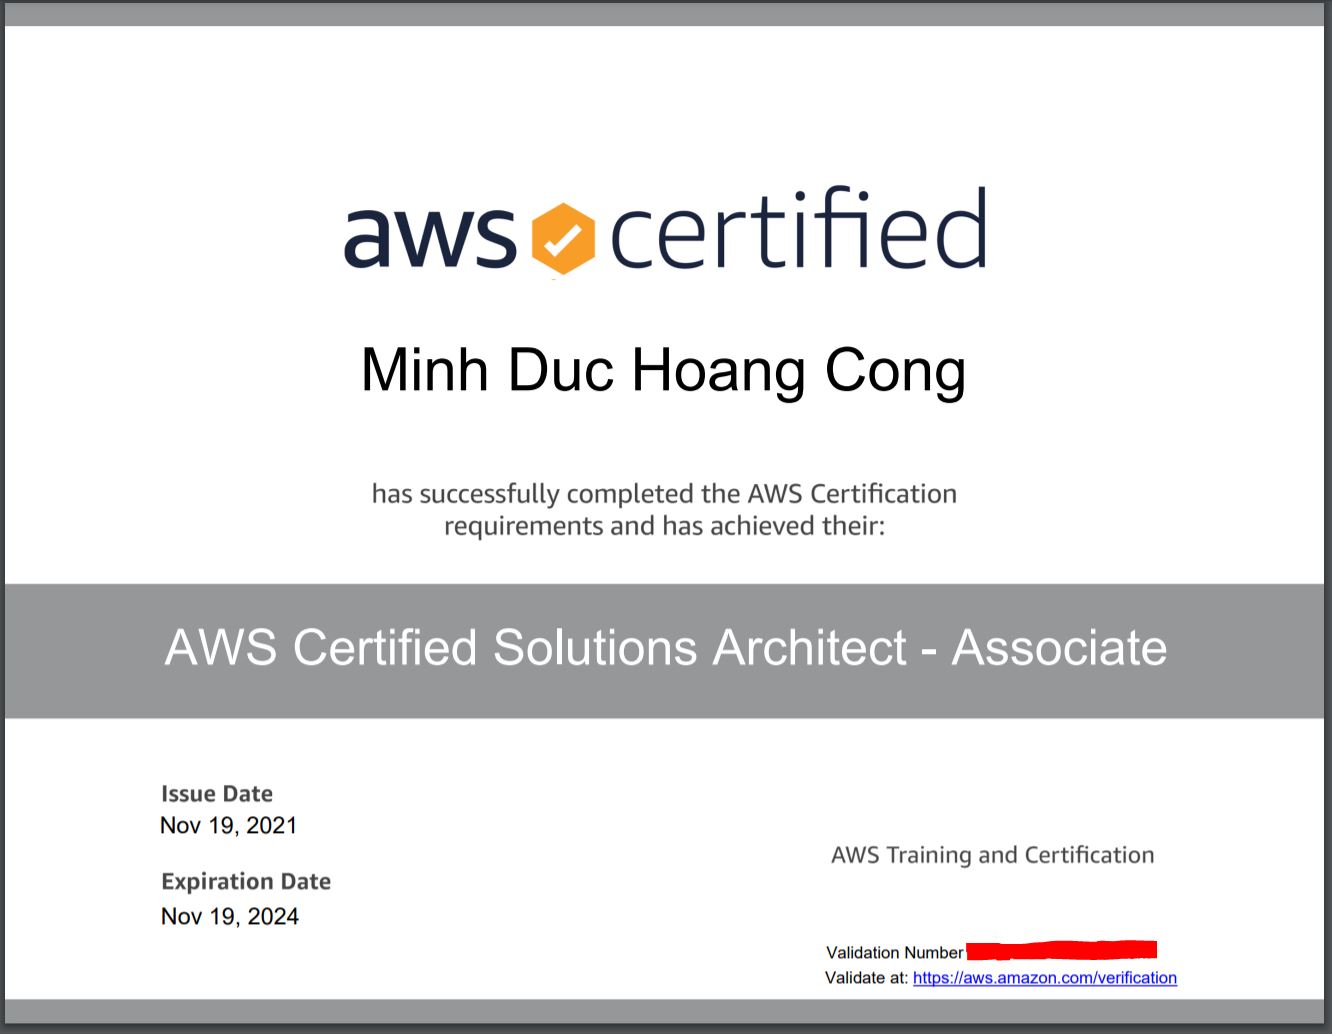 aws certified
Minh Duc Hoang Cong
has successfully completed the AWS Certification
requirements and has achieved their:
AWS Certified Solutions Architect - Associate
Issue Date
Nov 19, 2021
Expiration Date
Nov 19, 2024
AWS Training and Certification
Validation Number
Validate at: https://aws.amazon.com/verification